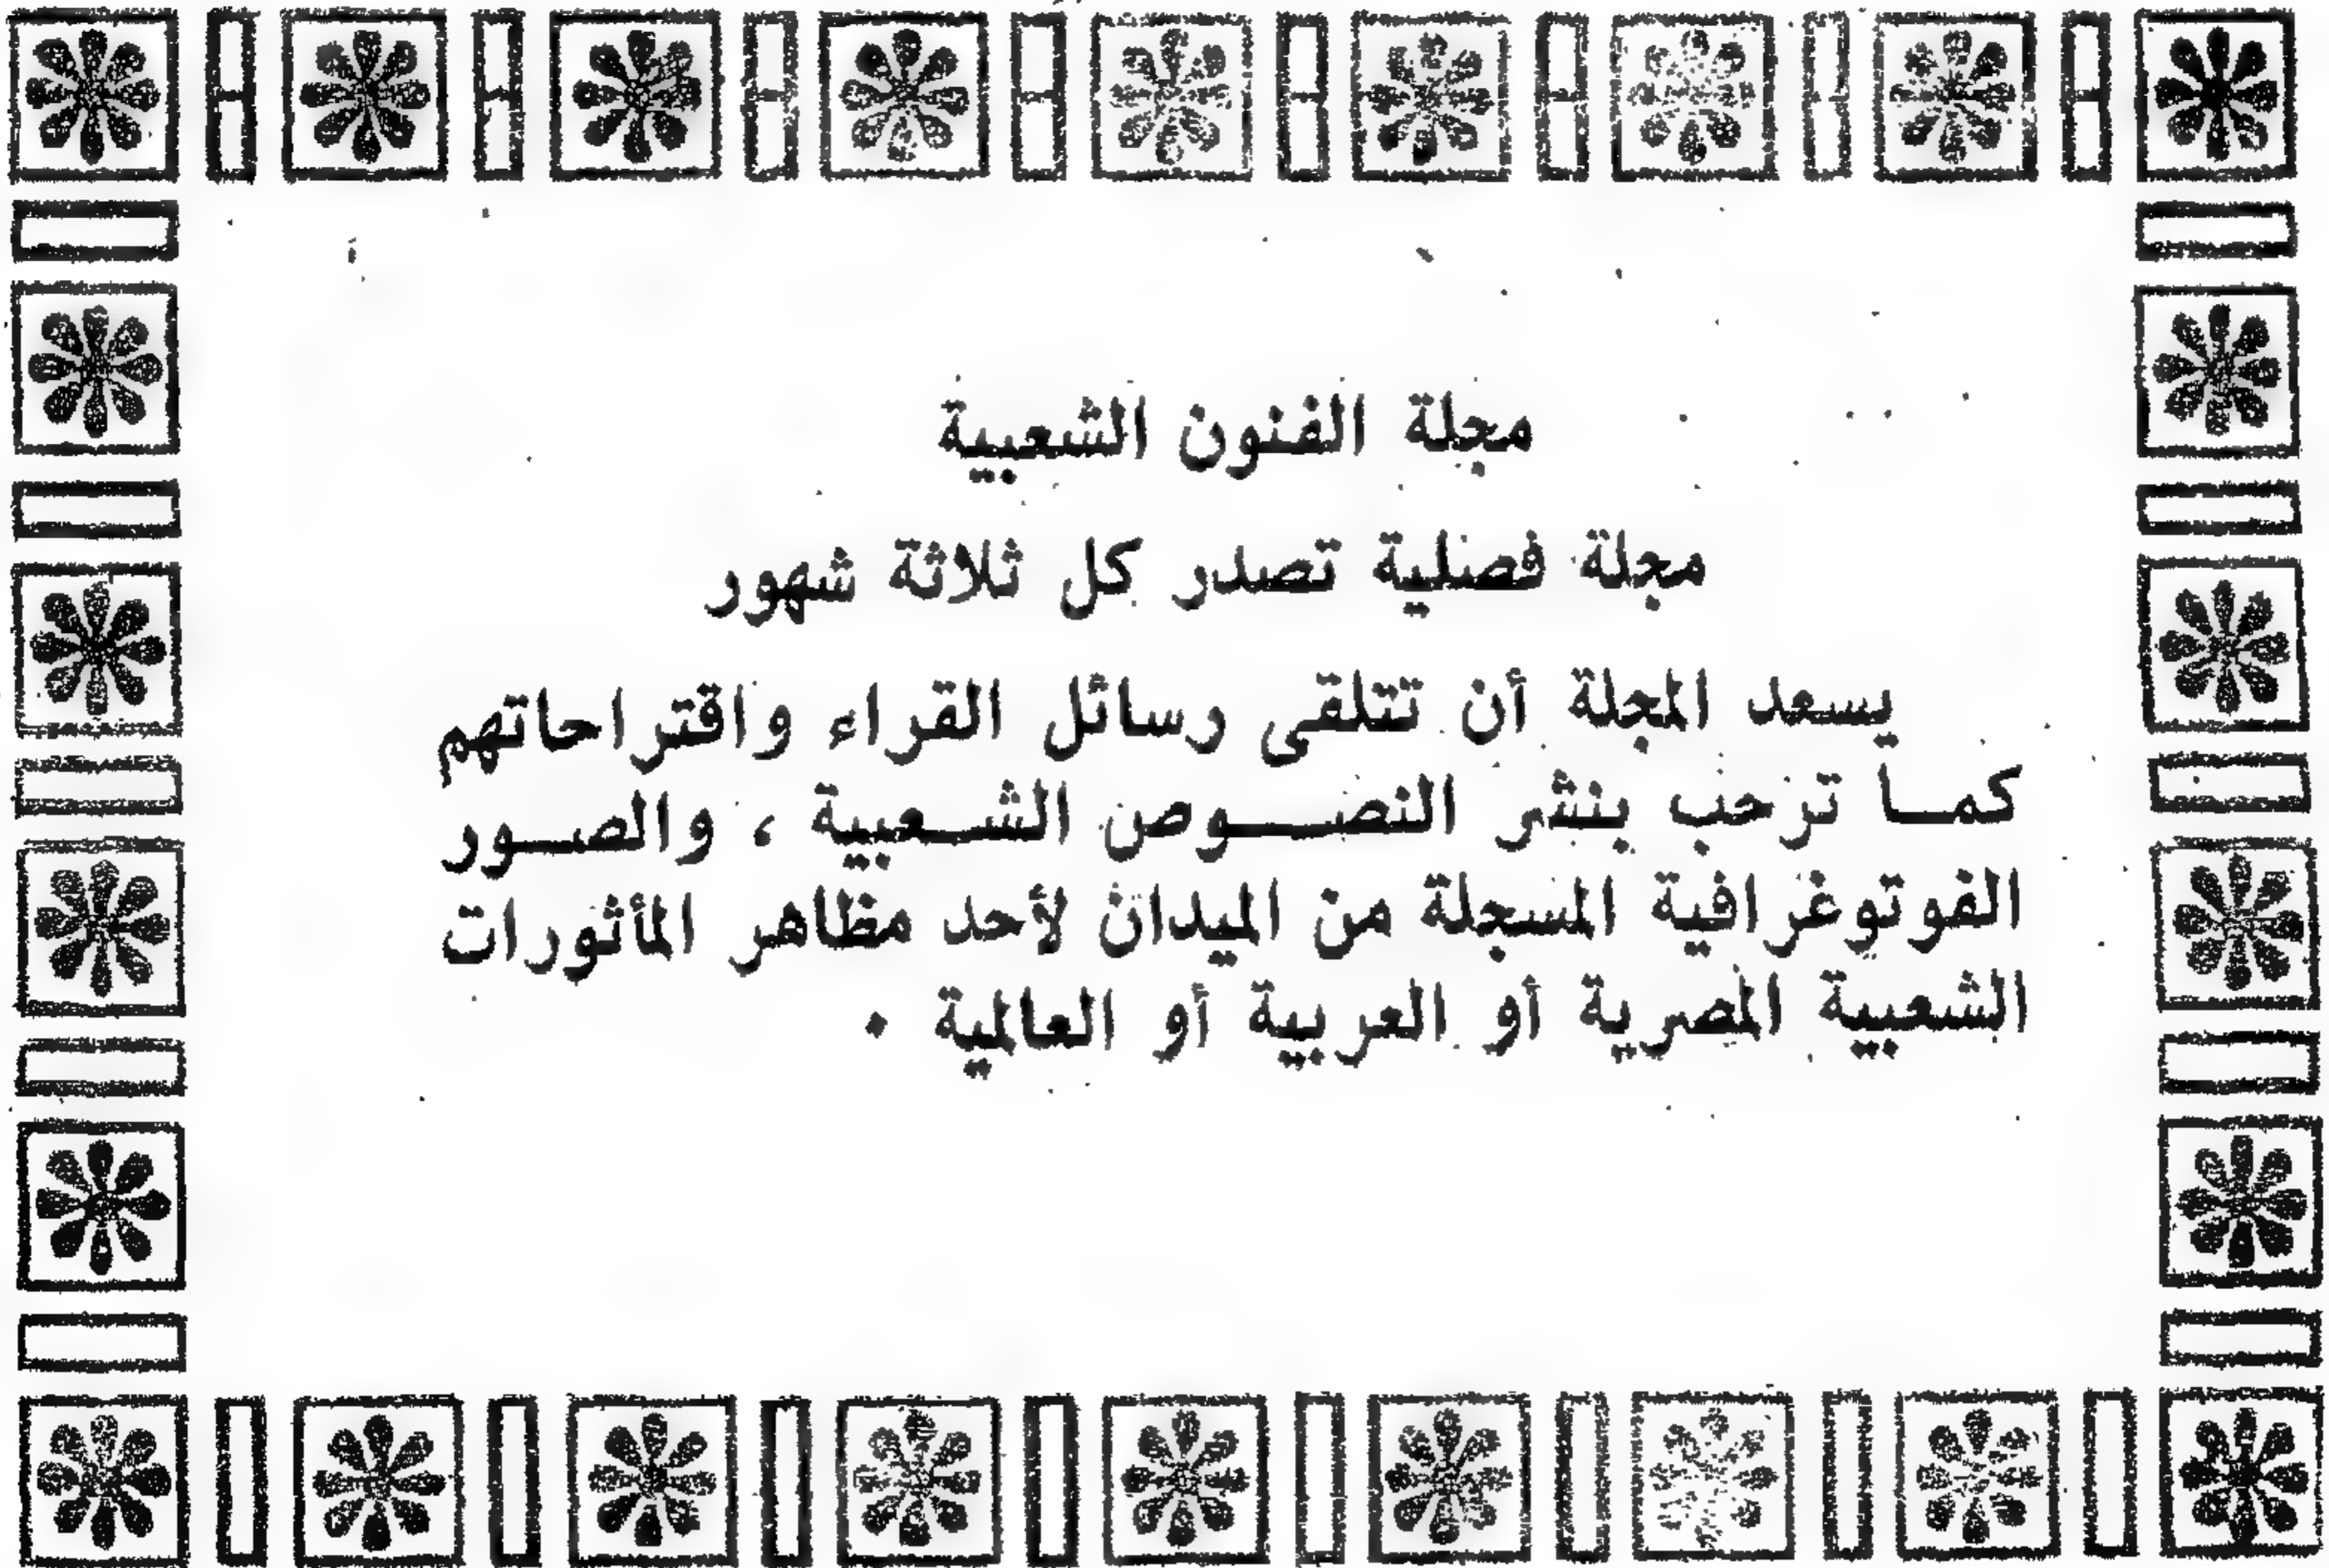 مجلة الفنون الشعبية
مجلة فصلية تصدر كل ثلاثة شهور
يسعد المجلة أن تتلقى رسائل القراء واقتراحاتهم
كما ترحب بنشر النصوص الشعبية ، والصور
الفوتوغرافية المسجلة من الميدان لأحد مظاهر المأثورات
الشعبية المصرية أو العربية أو العالمية .